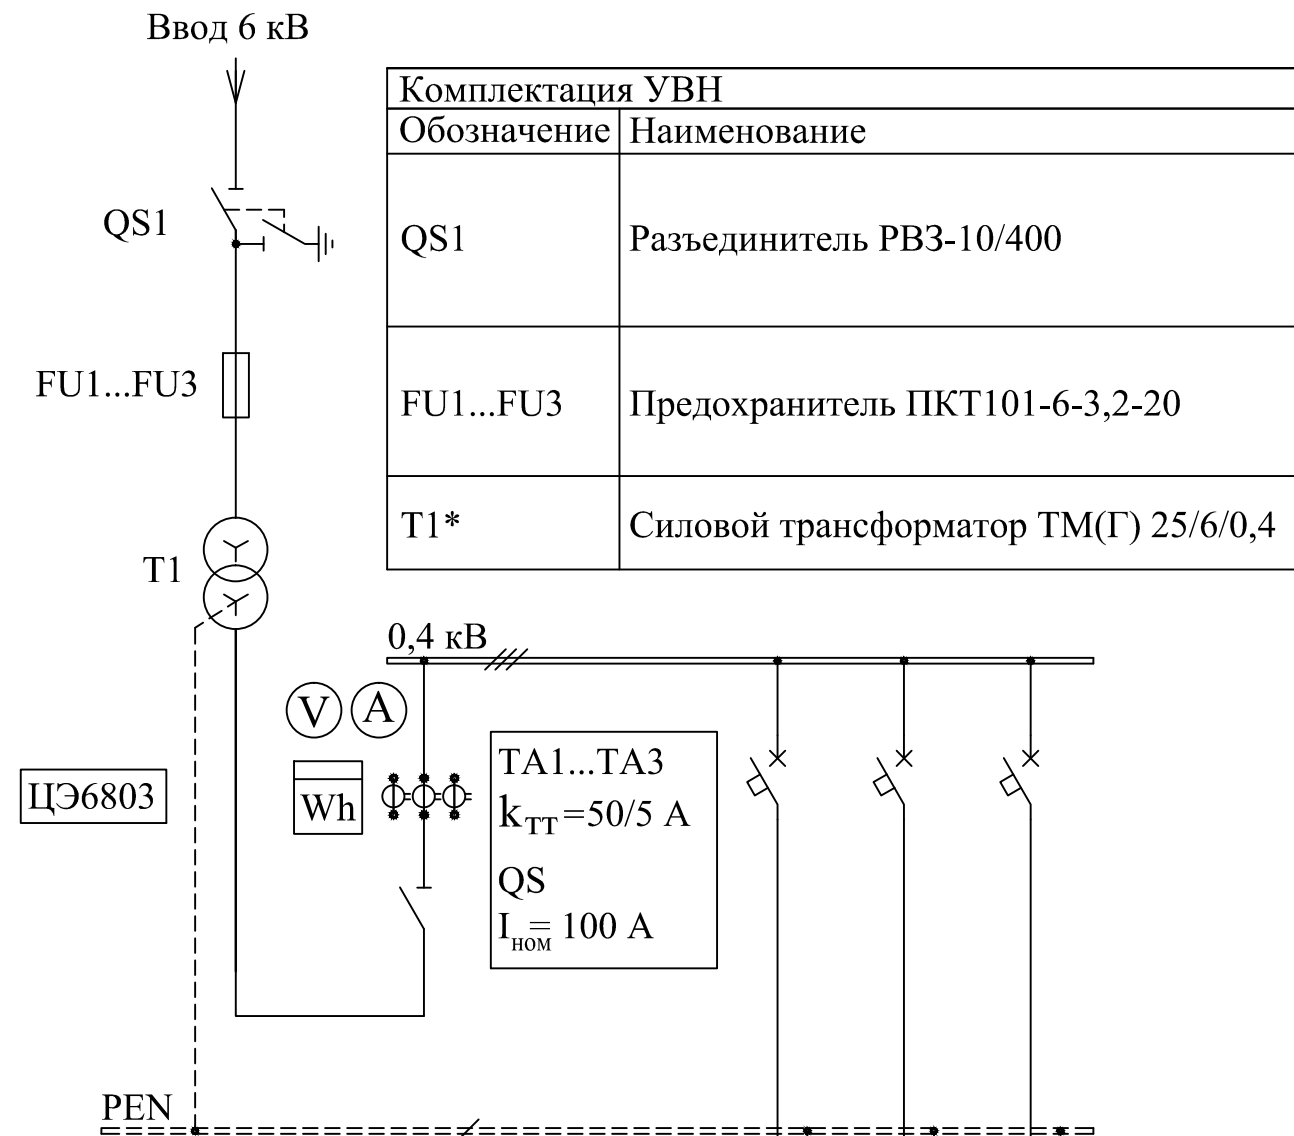 Ввод 6 кВ
Комплектация УВН
Обозначение Наименование
QS1
QS1 Разъединитель РВЗ-10/400
FU1...FU3
FU1...FU3 Предохранитель ПКТ101-6-3,2-20
T1
T1* Силовой трансформатор ТМ(Г) 25/6/0,4
0,4 кВ
V A
ЦЭ6803
Wh
TA1...TA3
kТТ=50/5 А
QS
Iном= 100 А
PEN